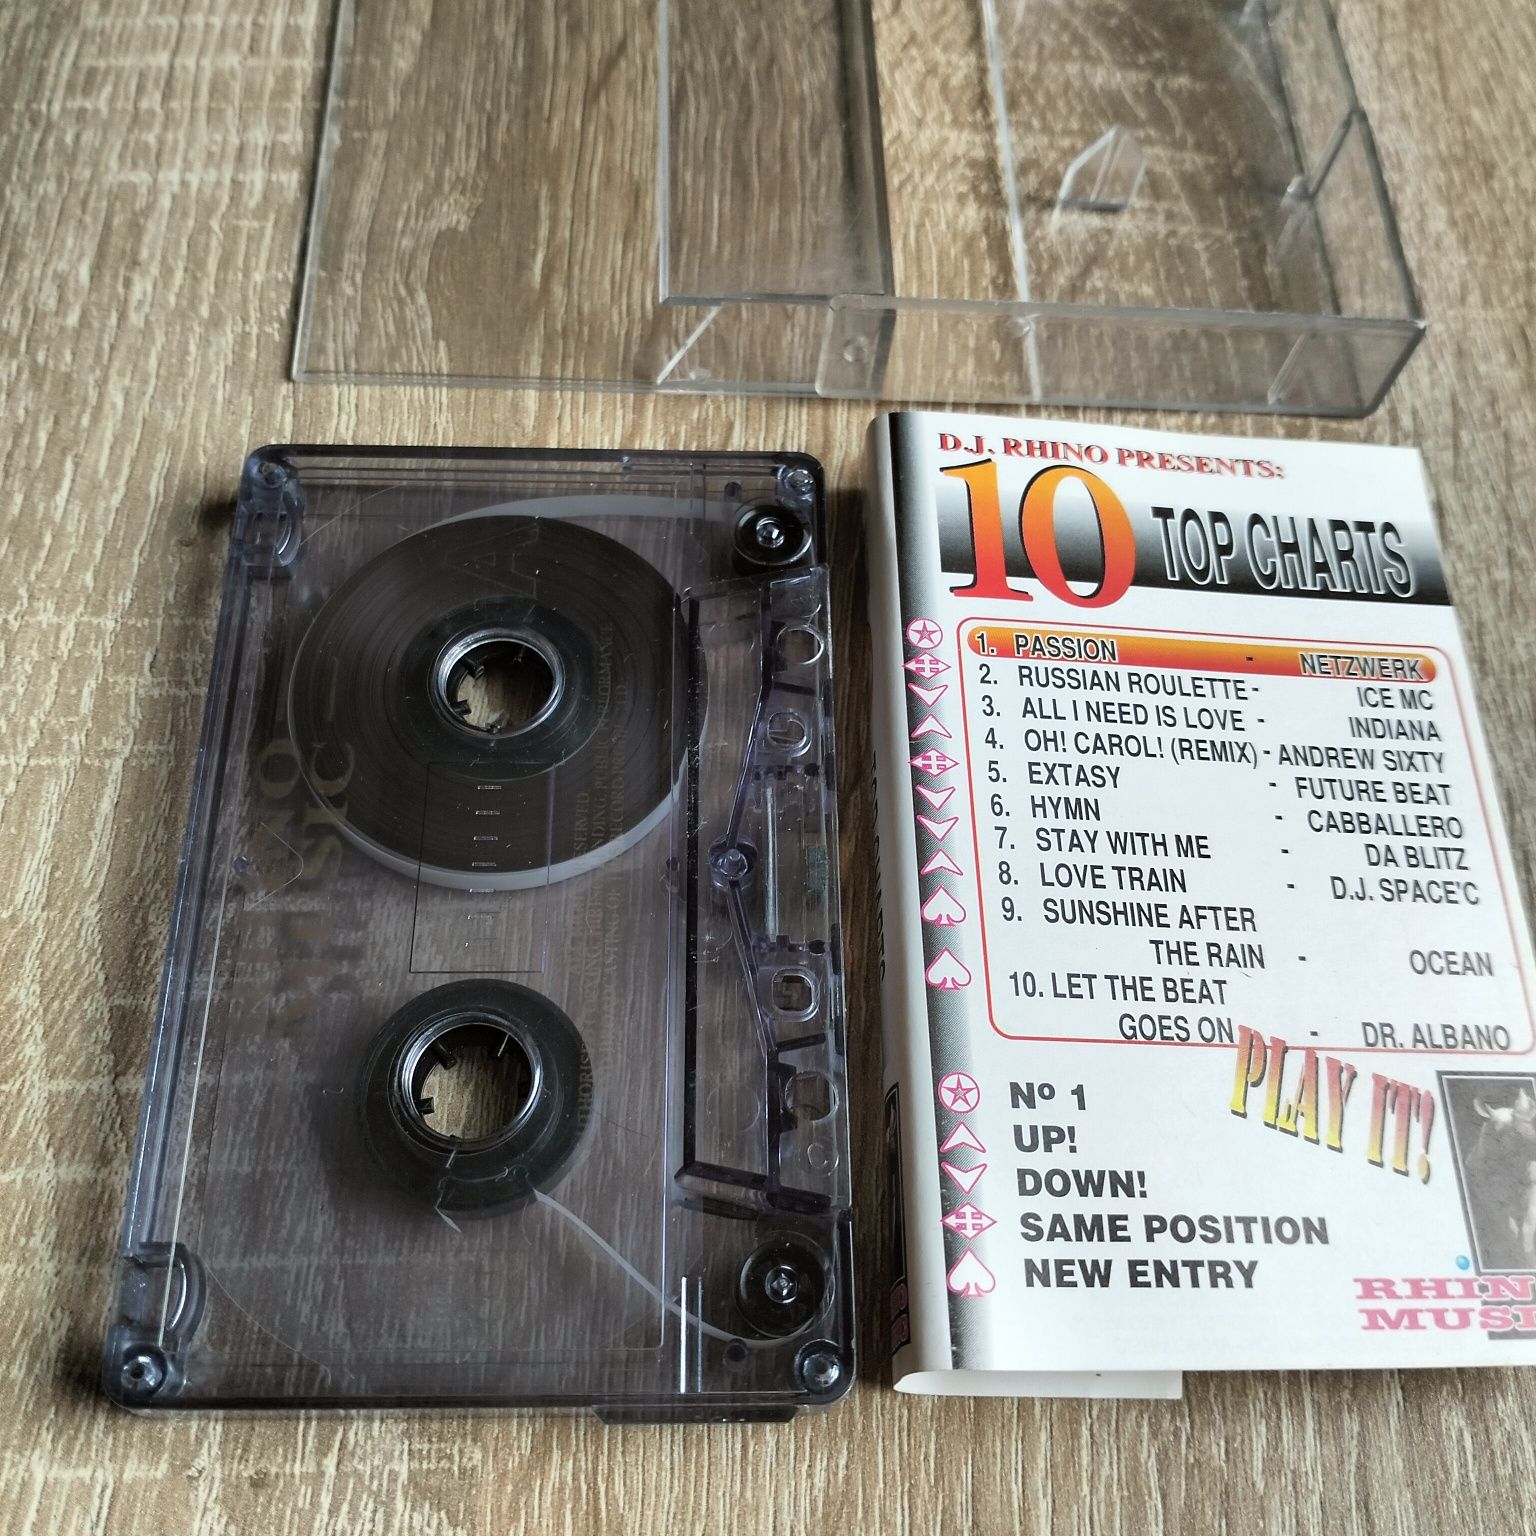 D.J. RHINO PRESENTS:
10 TOP CHARTS
1. PASSION - NETZWERK
2. RUSSIAN ROULETTE - ICE MC
3. ALL I NEED IS LOVE - INDIANA
4. OH! CAROL! (REMIX) - ANDREW SIXTY
5. EXTASY - FUTURE BEAT
6. HYMN - CABBALLERO
7. STAY WITH ME - DA BLITZ
8. LOVE TRAIN - D.J. SPACE'C
9. SUNSHINE AFTER
THE RAIN - OCEAN
10. LET THE BEAT
GOES ON - DR. ALBANO
PLAY IT!
Nº 1
UP!
DOWN!
SAME POSITION
NEW ENTRY
RHIN
MUSI
MUSIC
A